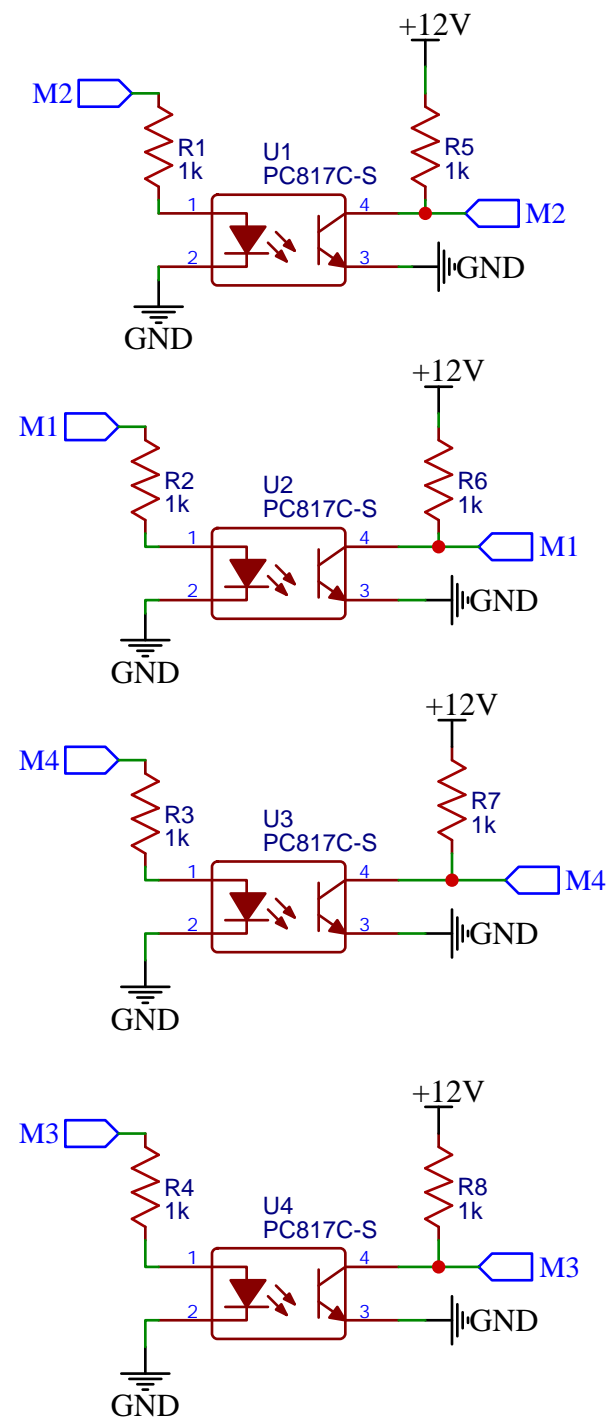 +12V
M2
R1
1k
U1
PC817C-S
R5
1k
1
4
M2
2
3
GND
GND
+12V
M1
R2
1k
U2
PC817C-S
R6
1k
1
4
M1
2
3
GND
GND
+12V
M4
R3
1k
U3
PC817C-S
R7
1k
1
4
M4
2
3
GND
GND
+12V
M3
R4
1k
U4
PC817C-S
R8
1k
1
4
M3
2
3
GND
GND